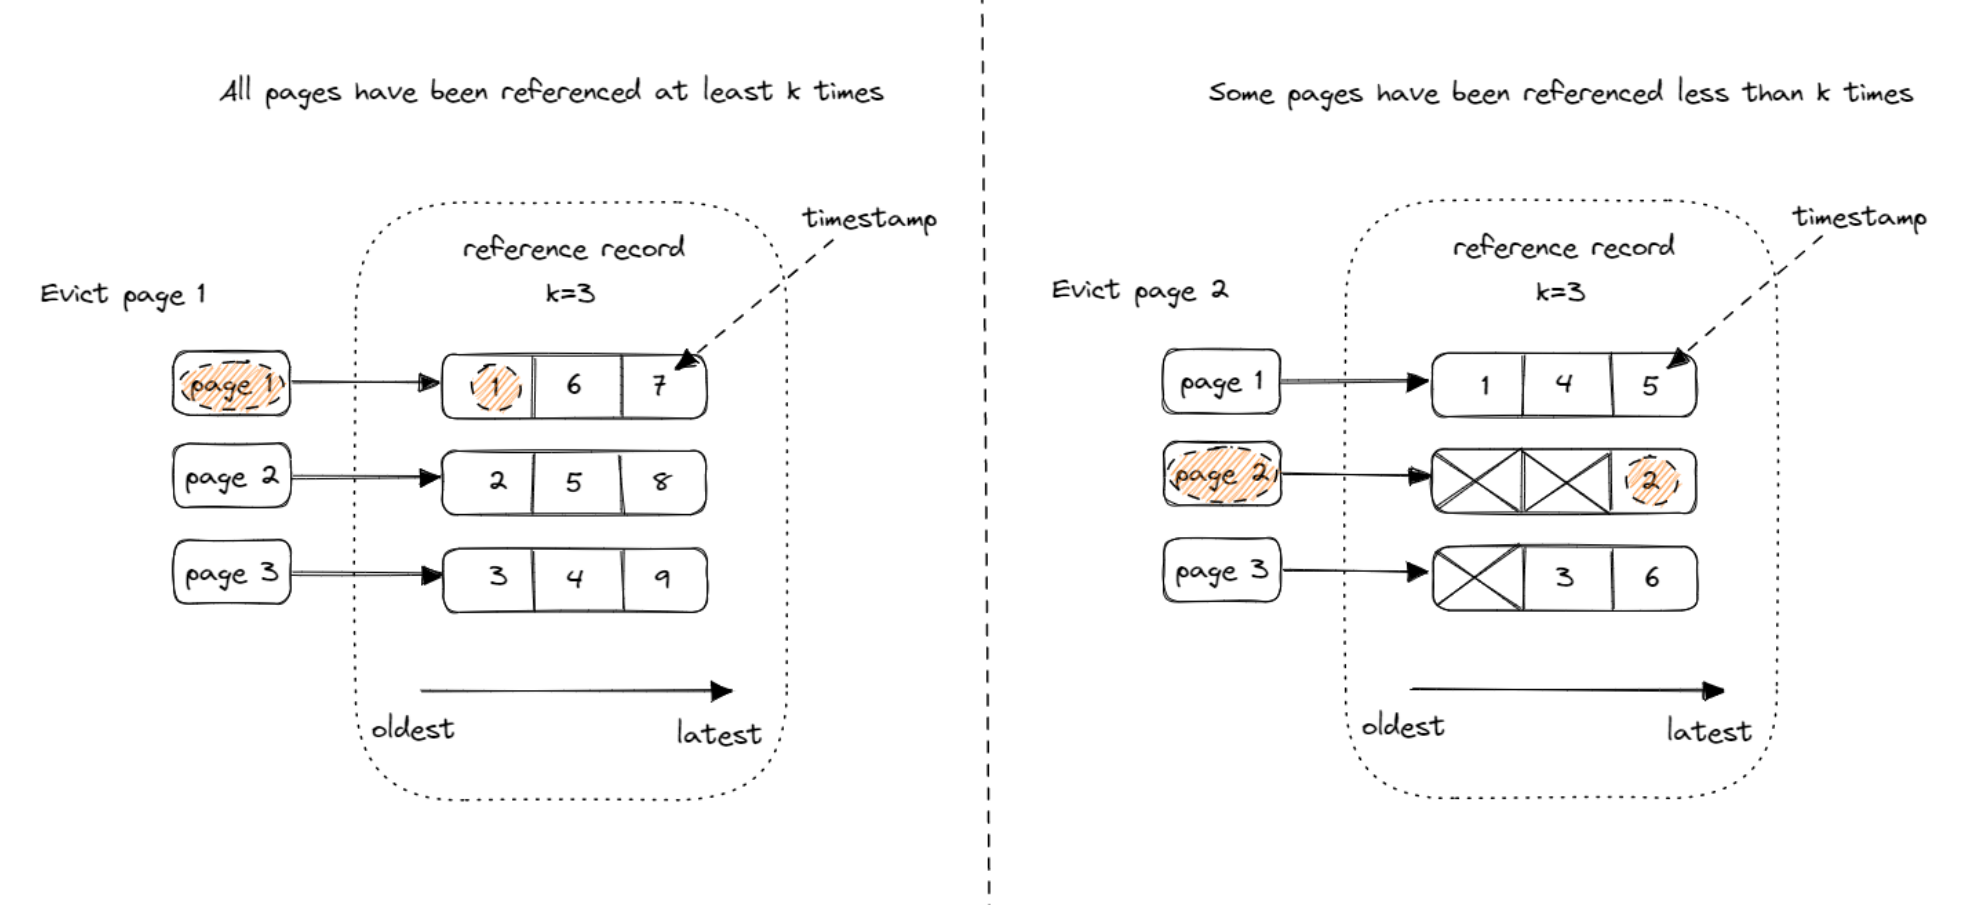 All pages have been referenced at least k times
timestamp
reference record
k=3
Evict page 1
page 1
1 6 7
page 2
2 5 8
page 3
3 4 9
oldest
latest
Some pages have been referenced less than k times
timestamp
reference record
k=3
Evict page 2
page 1
1 4 5
page 2
2
page 3
3 6
oldest
latest